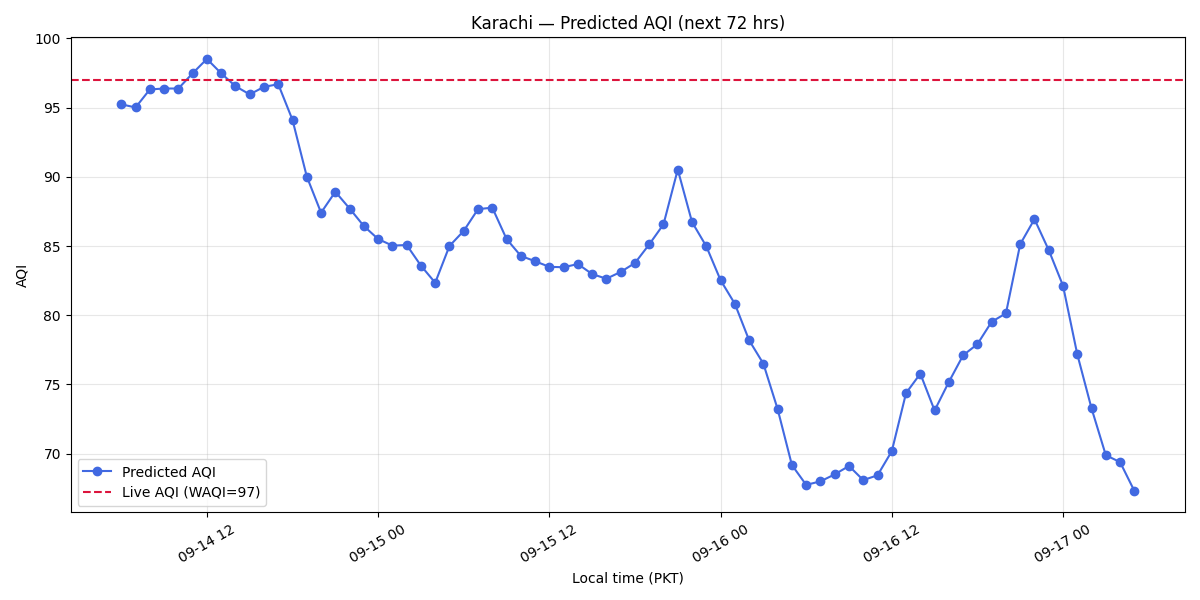 Karachi — Predicted AQI (next 72 hrs)
100
95
90
85
80
75
70
AQI
Predicted AQI
Live AQI (WAQI=97)
09-14 12
09-15 00
09-15 12
09-16 00
09-16 12
09-17 00
Local time (PKT)